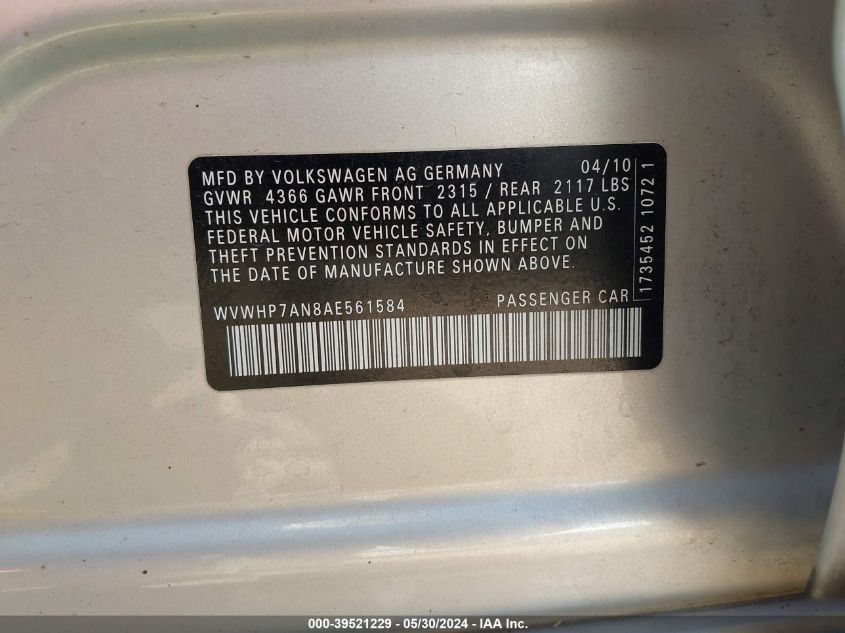 MFD BY VOLKSWAGEN AG GERMANY 04/10
GVWR 4366 GAWR FRONT 2315 / REAR 2117 LBS
THIS VEHICLE CONFORMS TO ALL APPLICABLE U.S.
FEDERAL MOTOR VEHICLE SAFETY, BUMPER AND
THEFT PREVENTION STANDARDS IN EFFECT ON
THE DATE OF MANUFACTURE SHOWN ABOVE.
WVWHP7AN8AE561584 PASSENGER CAR
1735452 10721
000-39521229 - 05/30/2024 - IAA Inc.